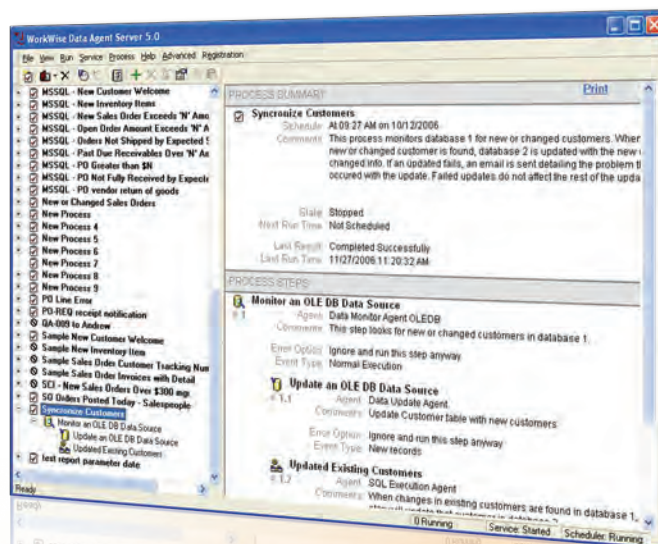 WorkWise Data Agent Server 5.0
File View Run Service Process Help Advanced Registration
MSSQL - New Customer Welcome
MSSQL - New Inventory Items
MSSQL - New Sales Order Exceeds 'N' Amo
MSSQL - Open Order Amount Exceeds 'N' A
MSSQL - Orders Not Shipped by Expected S
MSSQL - Past Due Receivables Over 'N' As
MSSQL - PO Greater than $N
MSSQL - PO Not Fully Received by Expecte
MSSQL - PO vendor return of goods
New or Changed Sales Orders
New Process
New Process 4
New Process 5
New Process 6
New Process 7
New Process 8
New Process 9
PO Line Error
PO-REQ receipt notification
QA-009 to Andrew
Sample New Customer Welcome
Sample New Inventory Item
Sample Sales Order Customer Tracking Num
Sample Sales Order Invoices with Detail
SCI - New Sales Orders Over $300 mgr.
SO Orders Posted Today - Salespeople
Syncronize Customers
Monitor an OLE DB Data Source
Update an OLE DB Data Source
Updated Existing Customers
test report parameter date
Ready
PROCESS SUMMARY
Print
Syncronize Customers
Schedule At 09:27 AM on 10/12/2006
Comments This process monitors database 1 for new or changed customers. When
new or changed customer is found, database 2 is updated with the new
changed info. If an updated fails, an email is sent detailing the problem t
occured with the update. Failed updates do not affect the rest of the upda
State Stopped
Next Run Time Not Scheduled
Last Result Completed Successfully
Last Run Time 11/27/2006 11:20:32 AM
PROCESS STEPS
Monitor an OLE DB Data Source
# 1 Agent Data Monitor Agent OLEDB
Comments This step looks for new or changed customers in database 1.
Error Option Ignore and run this step anyway
Event Type Normal Execution
Update an OLE DB Data Source
# 1.1 Agent Data Update Agent
Comments Update Customer table with new customers
Error Option Ignore and run this step anyway
Event Type New records
Updated Existing Customers
# 1.2 Agent SQL Execution Agent
Comments When changes in existing customers are found in database 1,
0 Running Service: Started Scheduler: Running